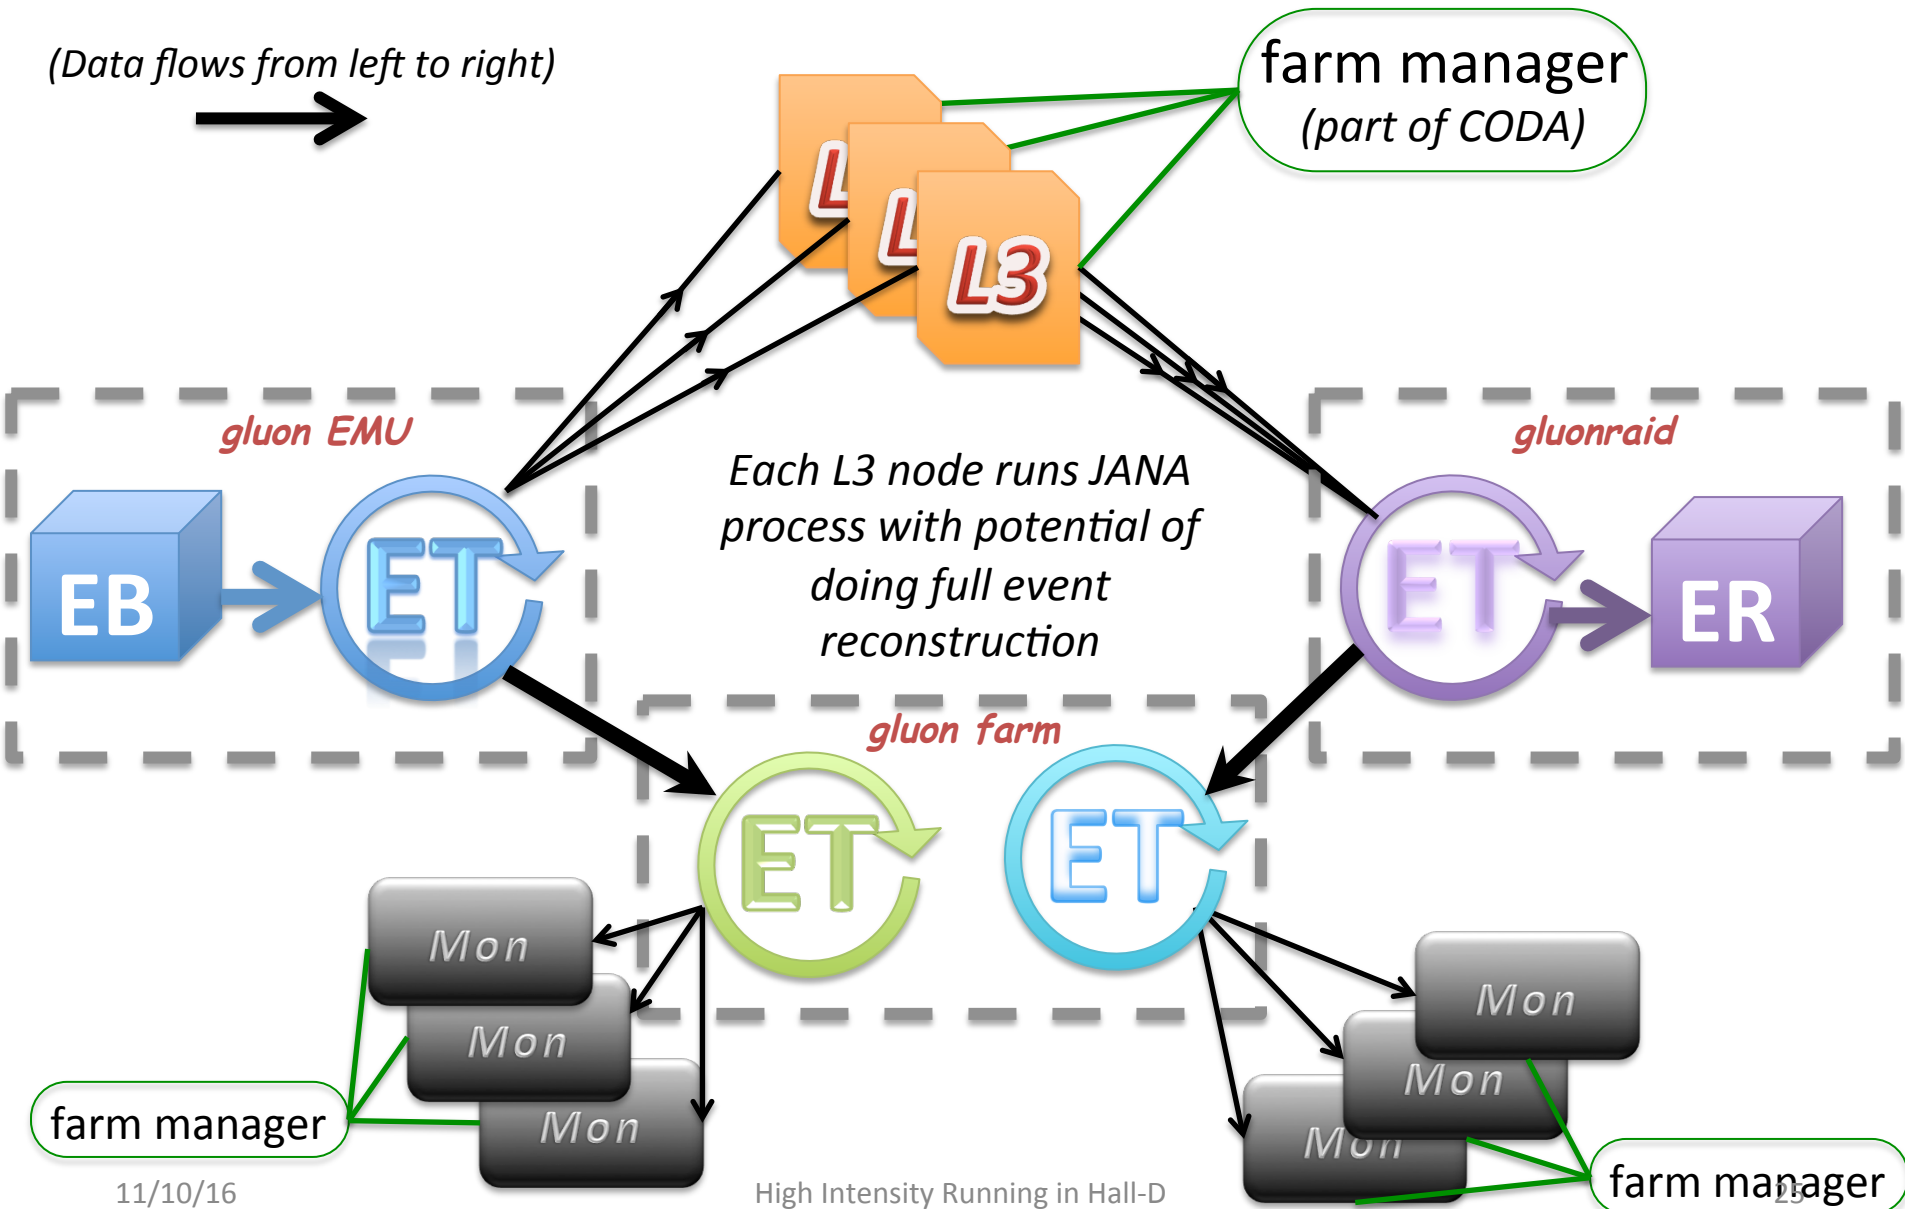 (Data flows from left to right)
farm manager
(part of CODA)
L
L
L3
gluon EMU
gluonraid
Each L3 node runs JANA
process with potential of
doing full event
reconstruction
EB
ET
ET
ER
gluon farm
ET
ET
Mon
Mon
Mon
Mon
Mon
Mon
farm manager
farm manager
11/10/16
High Intensity Running in Hall-D
25